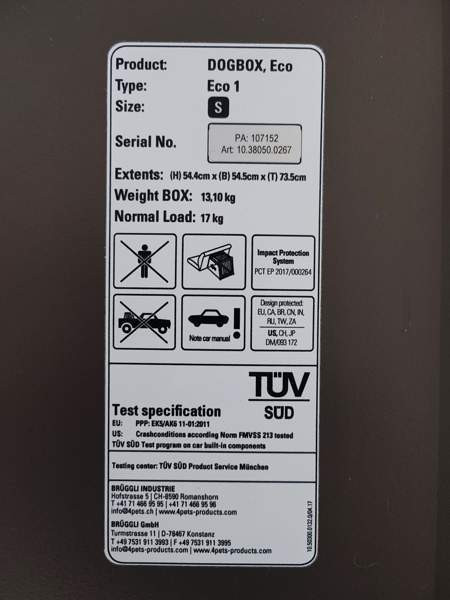 Product: DOGBOX, Eco
Type: Eco 1
Size: S
Serial No.
PA: 107152
Art: 10.38050.0267
Extents: (H) 54.4cm x (B) 54.5cm x (T) 73.5cm
Weight BOX: 13,10 kg
Normal Load: 17 kg
Impact Protection
System
PCT EP 2017/000264
Note car manual
!
Design protected:
EU, CA, BR, CN, IN,
RU, TW, ZA
US, CH, JP
DM/093 172
TÜV
SÜD
Test specification
EU: PPP: EK5/AK6 11-01:2011
US: Crashconditions according Norm FMVSS 213 tested
TÜV SÜD Test program on car built-in components
Testing center: TÜV SÜD Product Service München
BRÜGGLI INDUSTRIE
Hofstrasse 5 | CH-8590 Romanshorn
T +41 71 466 95 95 | +41 71 466 95 96
info@4pets.ch | www.4pets-products.com
BRÜGGLI GmbH
Turmstrasse 11 | D-78467 Konstanz
T +49 7531 911 3993 | F +49 7531 911 3995
info@4pets-products.com | www.4pets-products.com
10.50300.0132.0/04.17